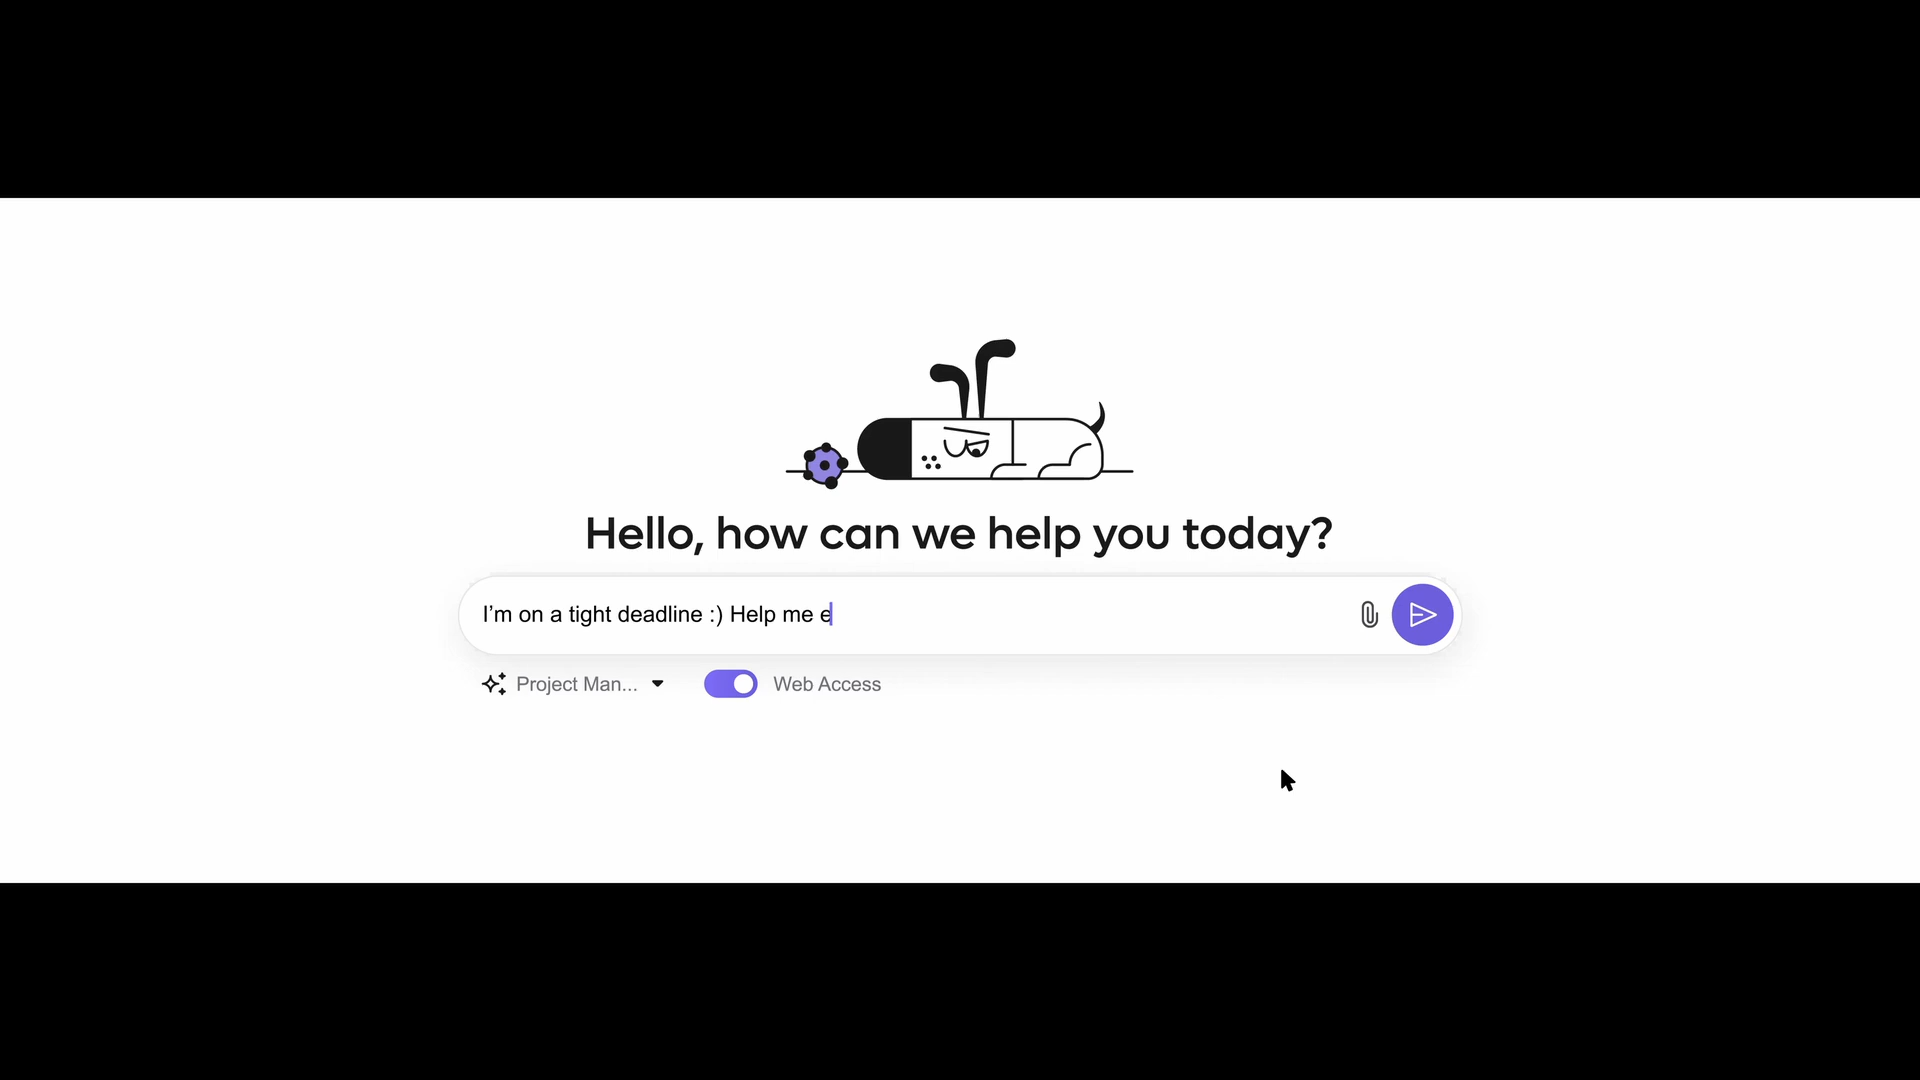 Hello, how can we help you today?
I’m on a tight deadline :) Help me e
Project Man...
Web Access